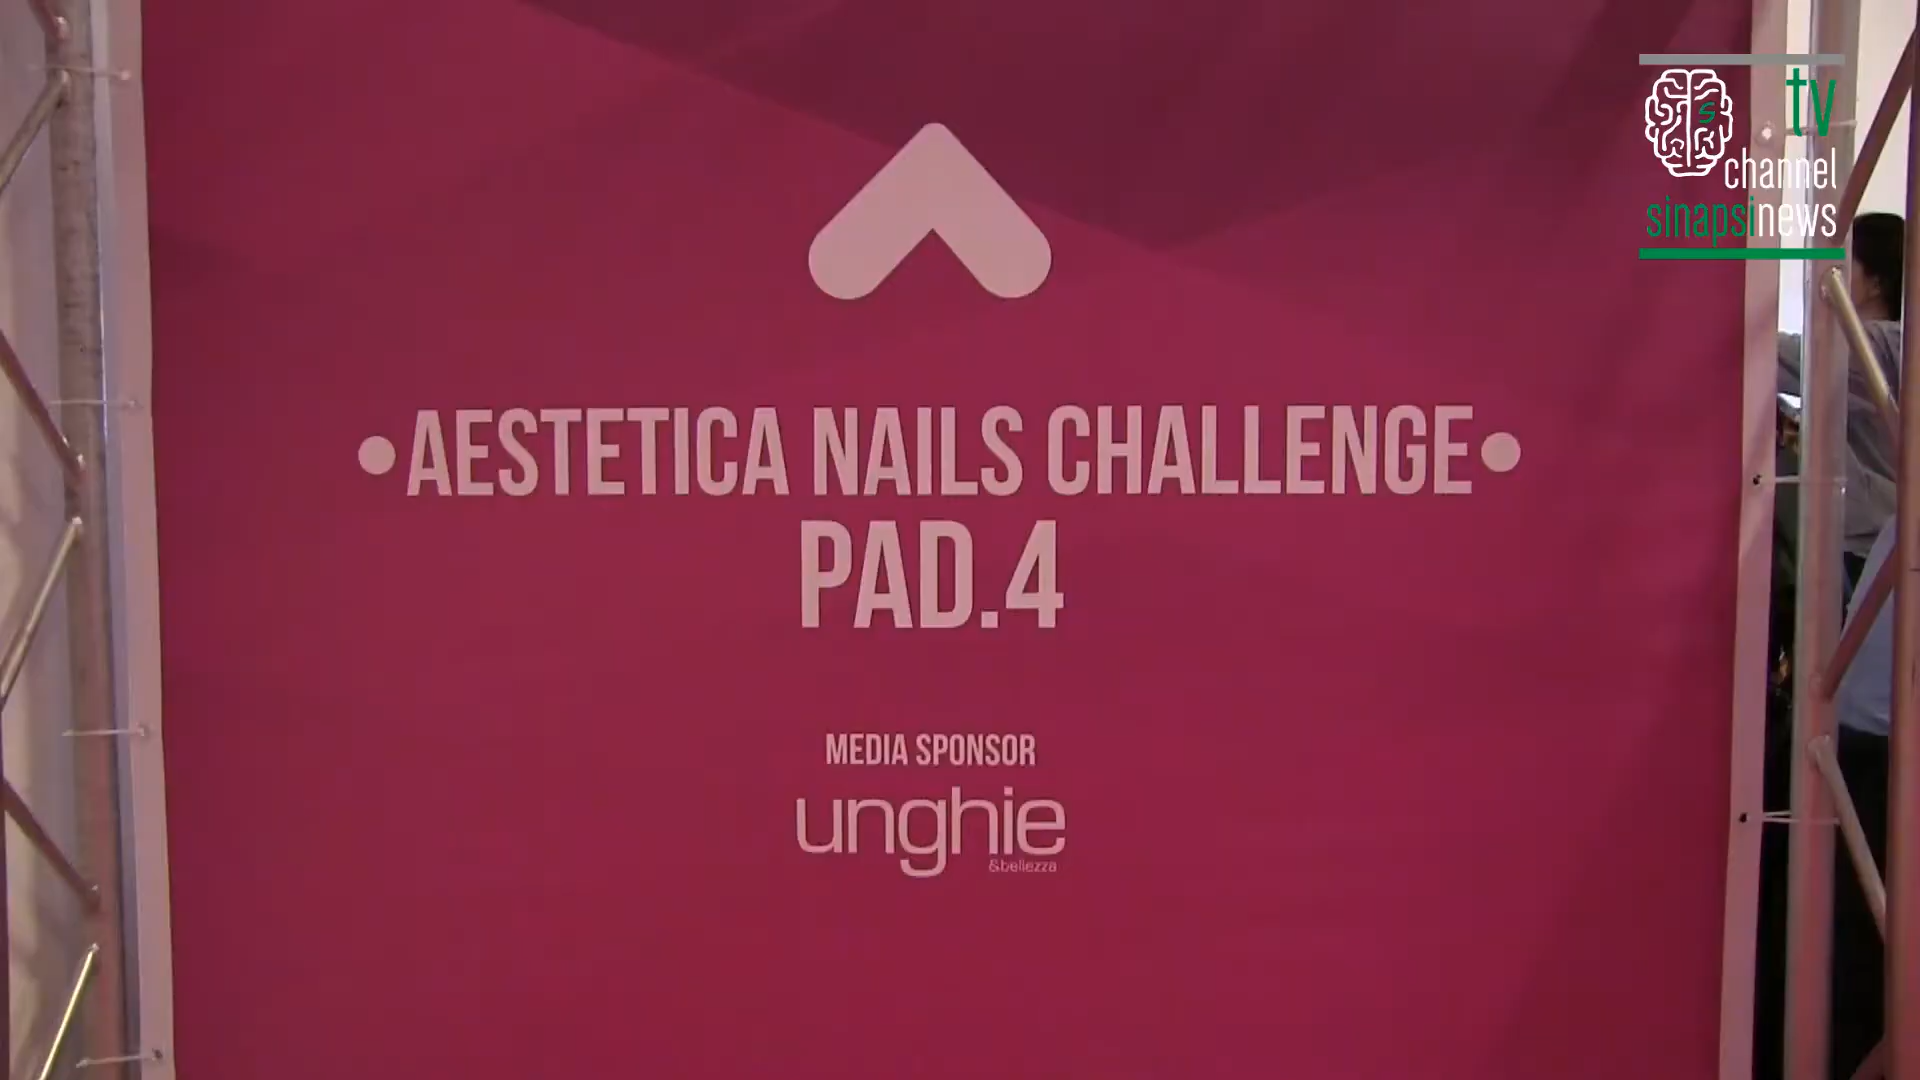 tv
channel
sinapsinews
•AESTETICA NAILS CHALLENGE•
PAD.4
MEDIA SPONSOR
unghie
&bellezza